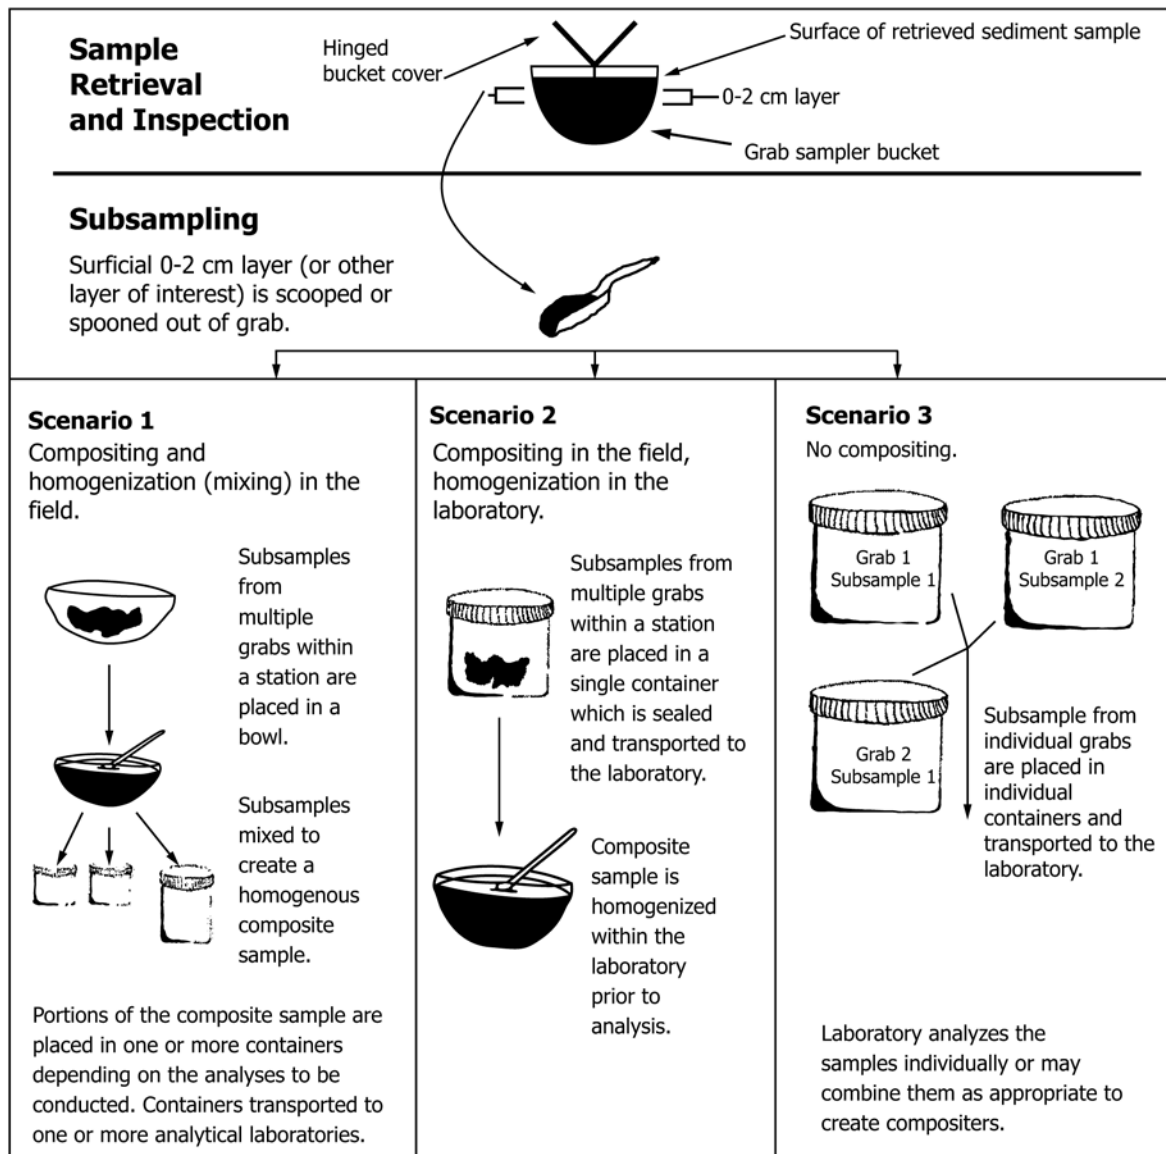 Sample
Retrieval
and Inspection
Hinged
bucket cover
Surface of retrieved sediment sample
0-2 cm layer
Grab sampler bucket
Subsampling
Surficial 0-2 cm layer (or other
layer of interest) is scooped or
spooned out of grab.
Scenario 1
Compositing and
homogenization (mixing) in the
field.
Subsamples
from
multiple
grabs within
a station are
placed in a
bowl.
Subsamples
mixed to
create a
homogenous
composite
sample.
Portions of the composite sample are
placed in one or more containers
depending on the analyses to be
conducted. Containers transported to
one or more analytical laboratories.
Scenario 2
Compositing in the field,
homogenization in the
laboratory.
Subsamples from
multiple grabs
within a station
are placed in a
single container
which is sealed
and transported to
the laboratory.
Composite
sample is
homogenized
within the
laboratory
prior to
analysis.
Scenario 3
No compositing.
Grab 1
Subsample 1
Grab 1
Subsample 2
Grab 2
Subsample 1
Subsample from
individual grabs
are placed in
individual
containers and
transported to the
laboratory.
Laboratory analyzes the
samples individually or may
combine them as appropriate to
create compositers.